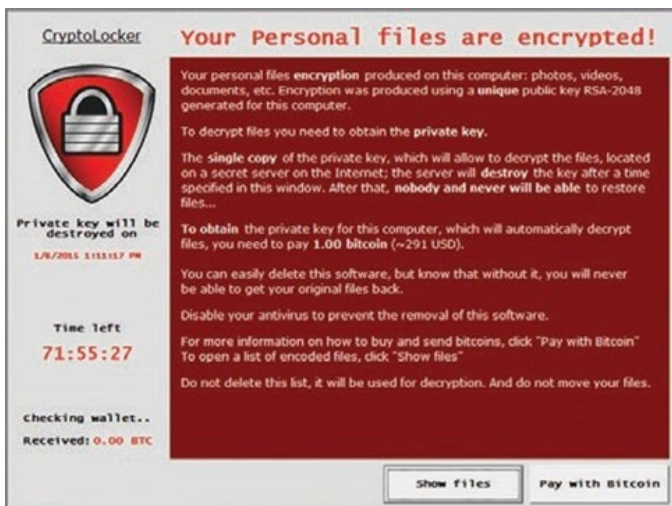 CryptoLocker
Your Personal files are encrypted!
Your personal files encryption produced on this computer: photos, videos,
documents, etc. Encryption was produced using a unique public key RSA-2048
generated for this computer.
To decrypt files you need to obtain the private key.
The single copy of the private key, which will allow to decrypt the files, located
on a secret server on the Internet; the server will destroy the key after a time
specified in this window. After that, nobody and never will be able to restore
files...
To obtain the private key for this computer, which will automatically decrypt
files, you need to pay 1.00 bitcoin (~291 USD).
You can easily delete this software, but know that without it, you will never
be able to get your original files back.
Disable your antivirus to prevent the removal of this software.
For more information on how to buy and send bitcoins, click "Pay with Bitcoin"
To open a list of encoded files, click "Show files"
Do not delete this list, it will be used for decryption. And do not move your files.
Private key will be
destroyed on
1/6/2015 1:11:17 PM
Time left
71:55:27
Checking wallet..
Received: 0.00 BTC
Show files
Pay with Bitcoin